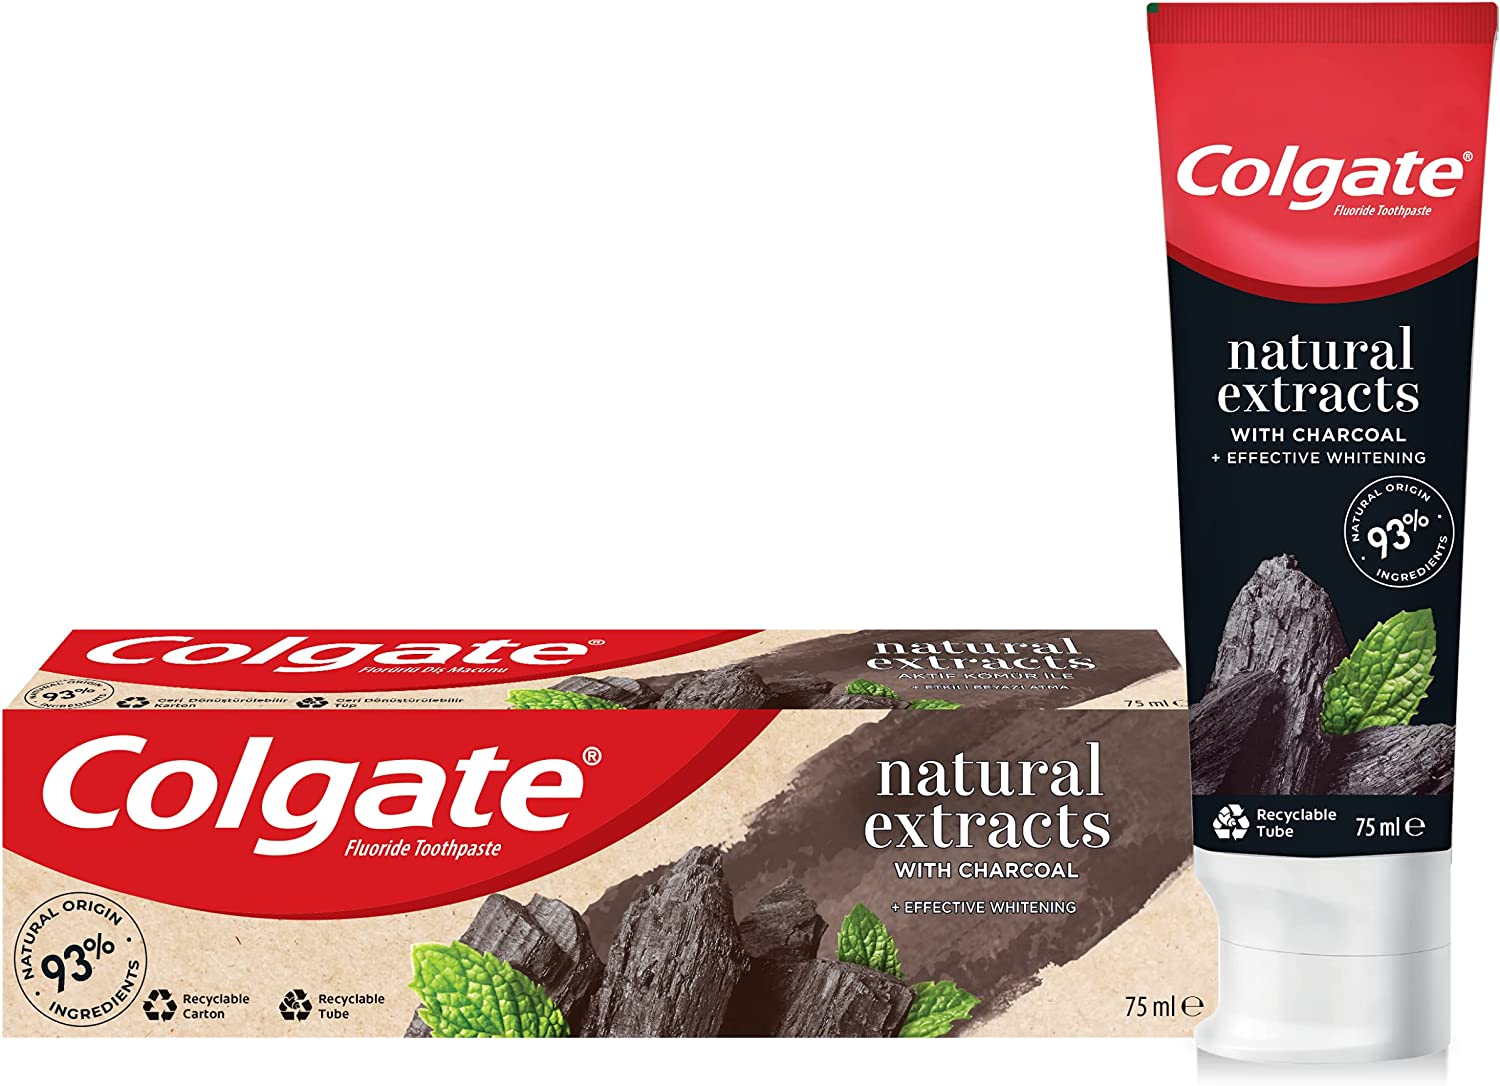 Colgate®
Fluoride Toothpaste
natural
extracts
WITH CHARCOAL
+ EFFECTIVE WHITENING
NATURAL ORIGIN
93%
INGREDIENTS
Recyclable
Tube
75 ml e
Colgate®
Florürlü Diş Macunu
natural
extracts
AKTİF KÖMÜR İLE
+ ETKİLİ BEYAZLATMA
NATURAL ORIGIN
93%
INGREDIENTS
Geri Dönüştürülebilir
Karton
Geri Dönüştürülebilir
Tüp
75 ml e
Colgate®
Fluoride Toothpaste
natural
extracts
WITH CHARCOAL
+ EFFECTIVE WHITENING
NATURAL ORIGIN
93%
INGREDIENTS
Recyclable
Carton
Recyclable
Tube
75 ml e